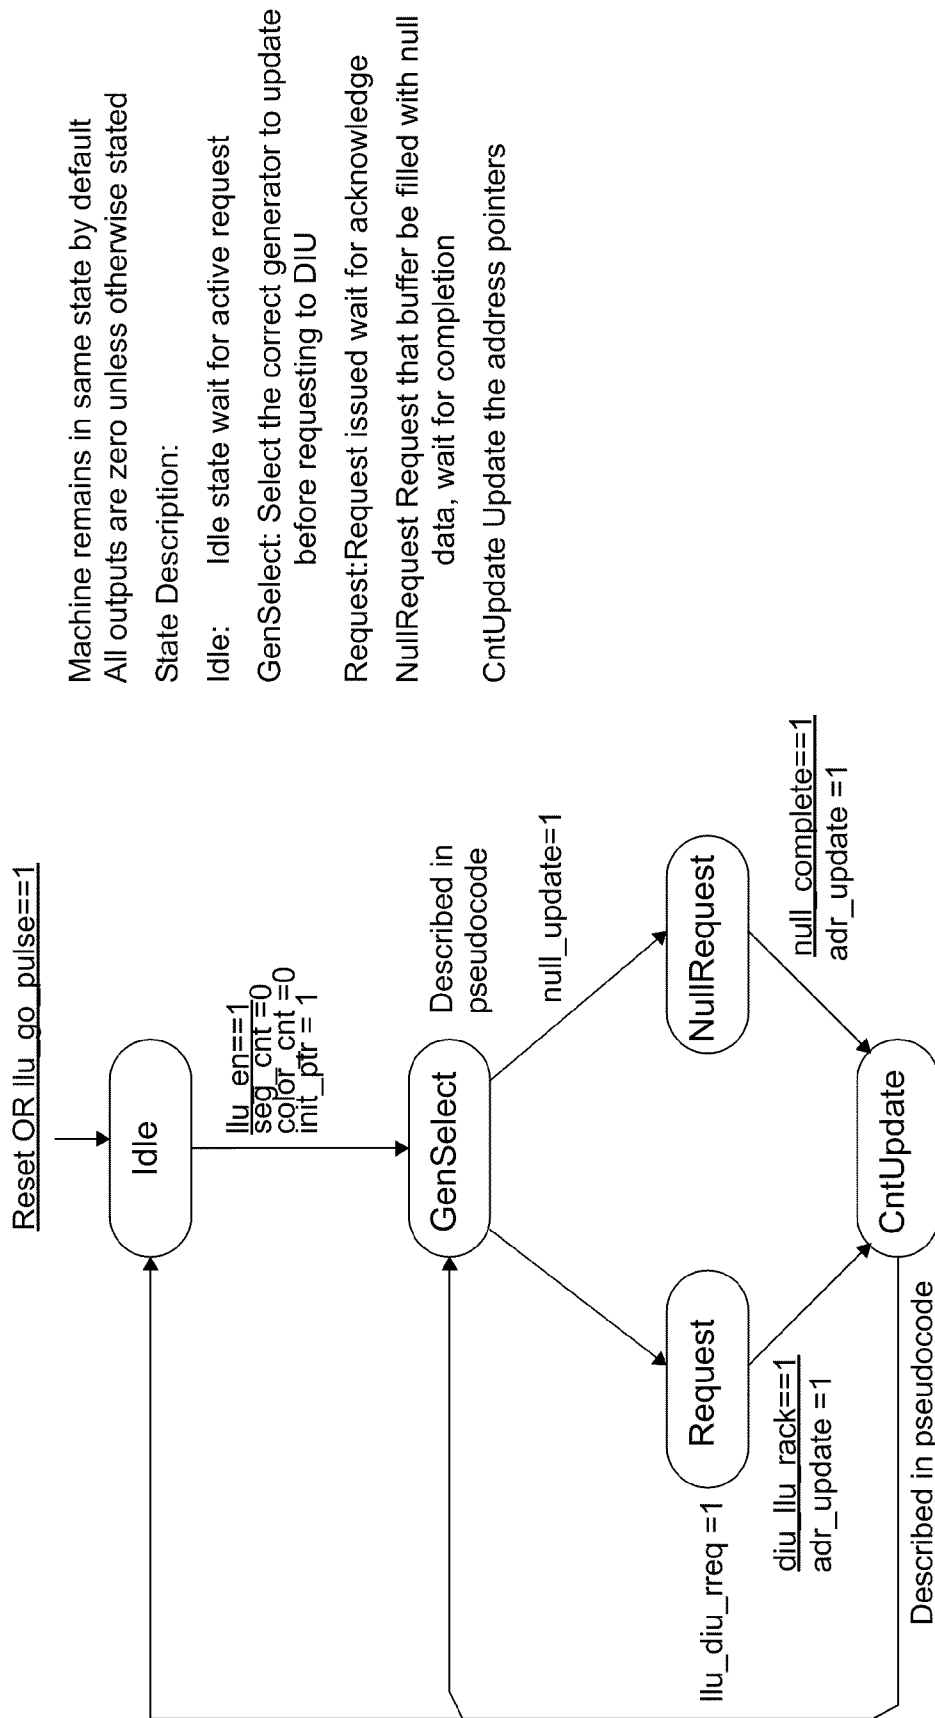 Reset OR llu_go_pulse==1
Idle
llu_en==1
seg_cnt =0
color_cnt =0
init_ptr = 1
GenSelect
Described in
pseudocode
null_update=1
Request
NullRequest
llu_diu_rreq =1
diu_llu_rack==1
adr_update =1
null_complete==1
adr_update =1
CntUpdate
Described in pseudocode
Machine remains in same state by default
All outputs are zero unless otherwise stated
State Description:
Idle: Idle state wait for active request
GenSelect: Select the correct generator to update
before requesting to DIU
Request:Request issued wait for acknowledge
NullRequest Request that buffer be filled with null
data, wait for completion
CntUpdate Update the address pointers